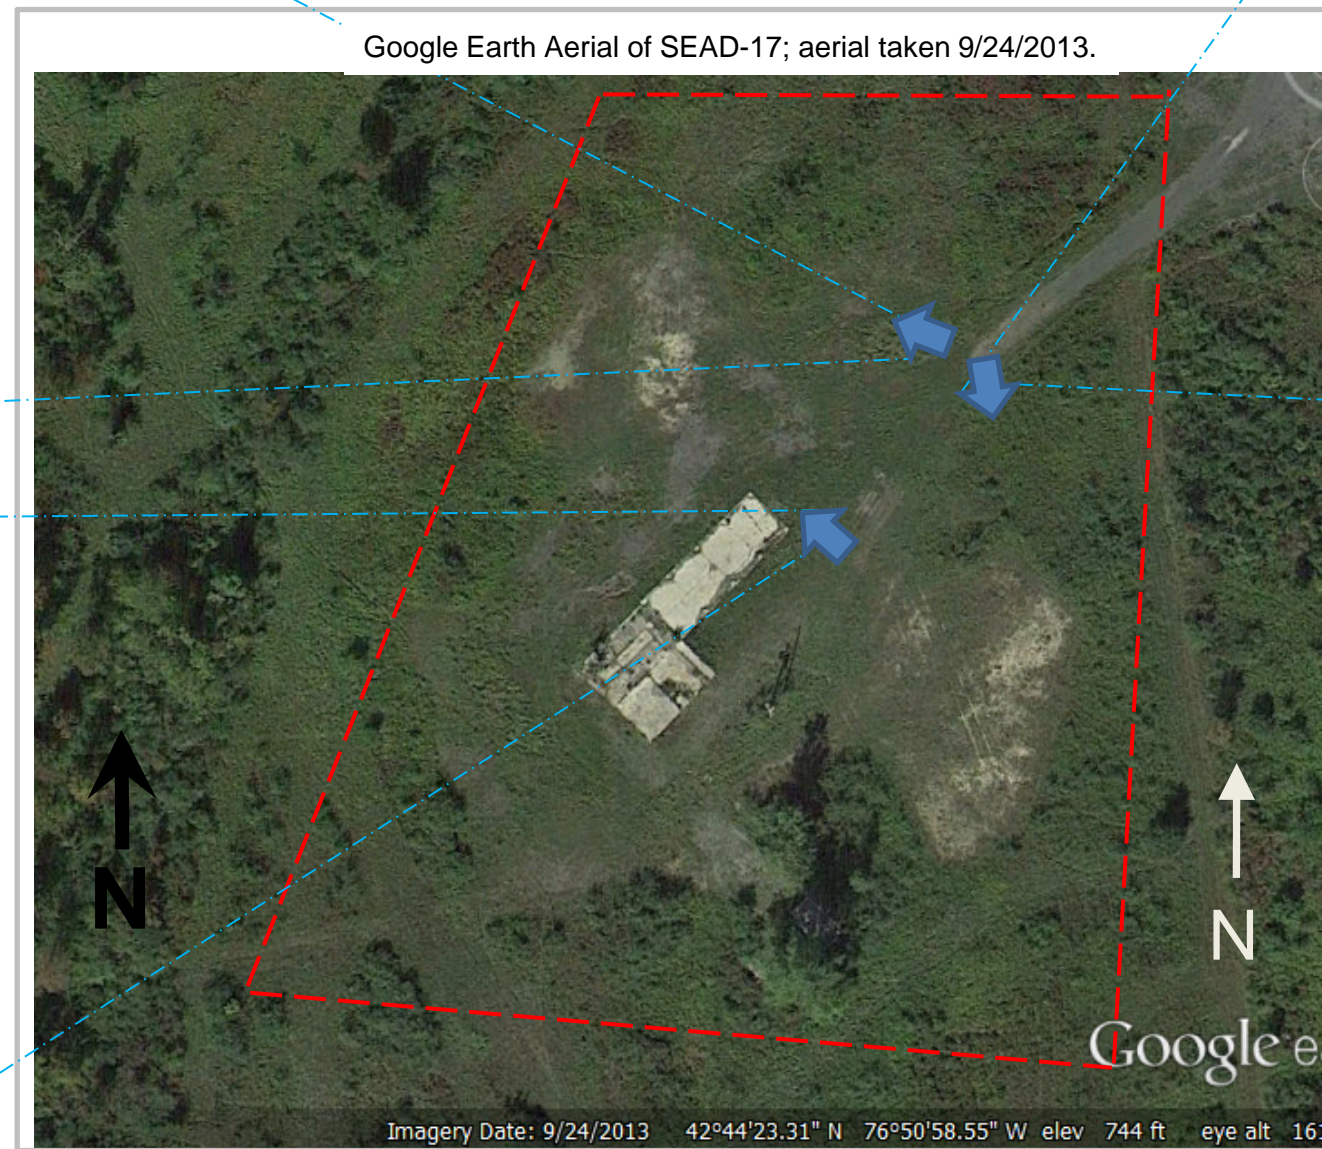 Google Earth Aerial of SEAD-17; aerial taken 9/24/2013.
N
N
Google
Imagery Date: 9/24/2013 42°44'23.31" N 76°50'58.55" W elev 744 ft eye alt